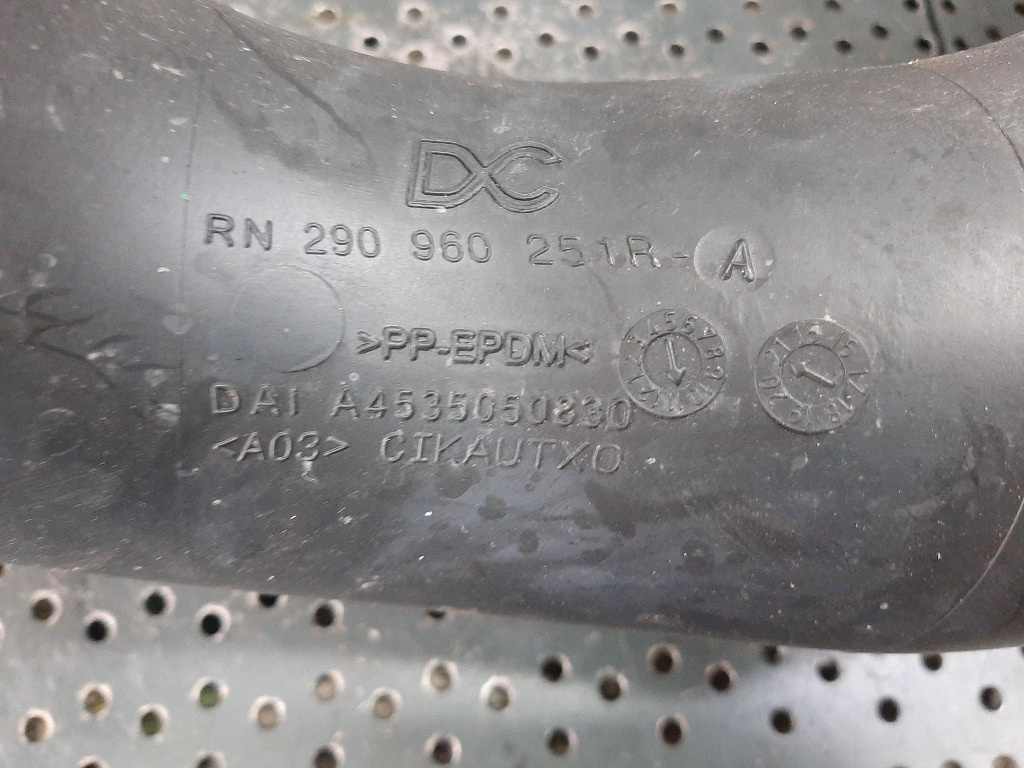 DC
RN 290 960 251R-A
>PP-EPDM<
DAI A4535050830
<A03> CIKAUTXO